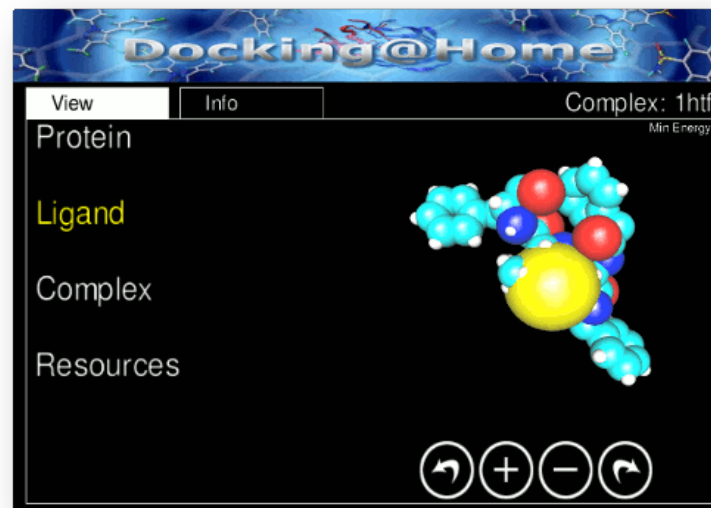 Docking@Home
View Info Complex: 1htf
Min Energy
Protein
Ligand
Complex
Resources